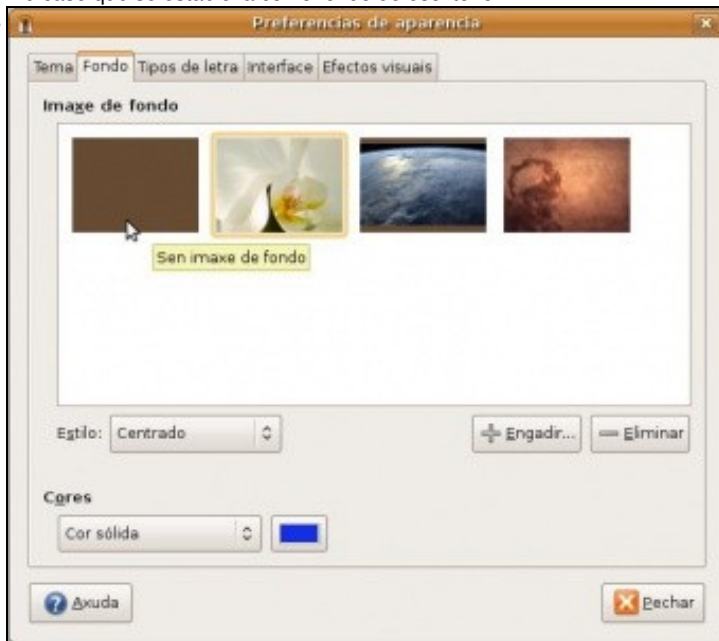 Preferencias de aparencia
Tema Fondo Tipos de letra Interface Efectos visuais
Imaxe de fondo
Sen imaxe de fondo
Estilo: Centrado
Engadir... Eliminar
Cores
Cor sólida
Axuda Pechar